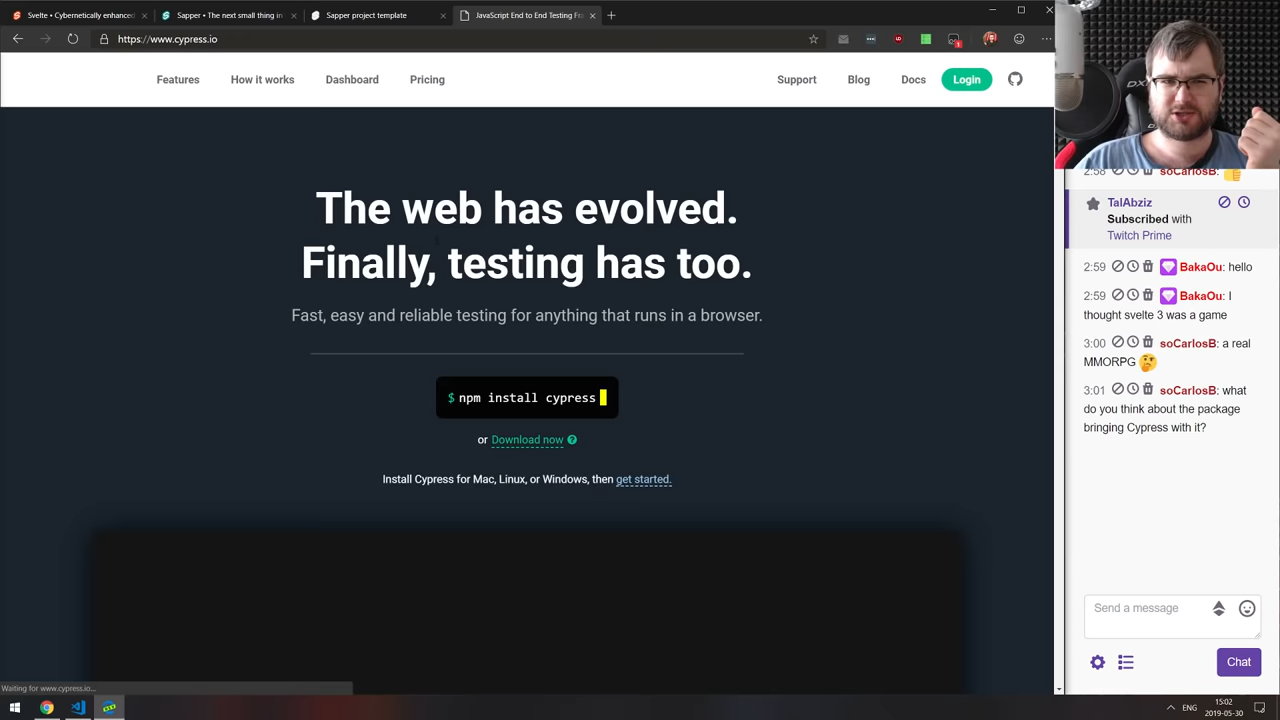 Svelte • Cybernetically enhanced
Sapper • The next small thing in
Sapper project template
JavaScript End to End Testing Fra
https://www.cypress.io
Features
How it works
Dashboard
Pricing
Support
Blog
Docs
Login
The web has evolved.
Finally, testing has too.
Fast, easy and reliable testing for anything that runs in a browser.
$ npm install cypress
or Download now
Install Cypress for Mac, Linux, or Windows, then get started.
Waiting for www.cypress.io...
2:58 soCarlosB:
TalAbziz
Subscribed with
Twitch Prime
2:59 BakaOu: hello
2:59 BakaOu: I
thought svelte 3 was a game
3:00 soCarlosB: a real
MMORPG
3:01 soCarlosB: what
do you think about the package
bringing Cypress with it?
Send a message
Chat
ENG
15:02
2019-05-30